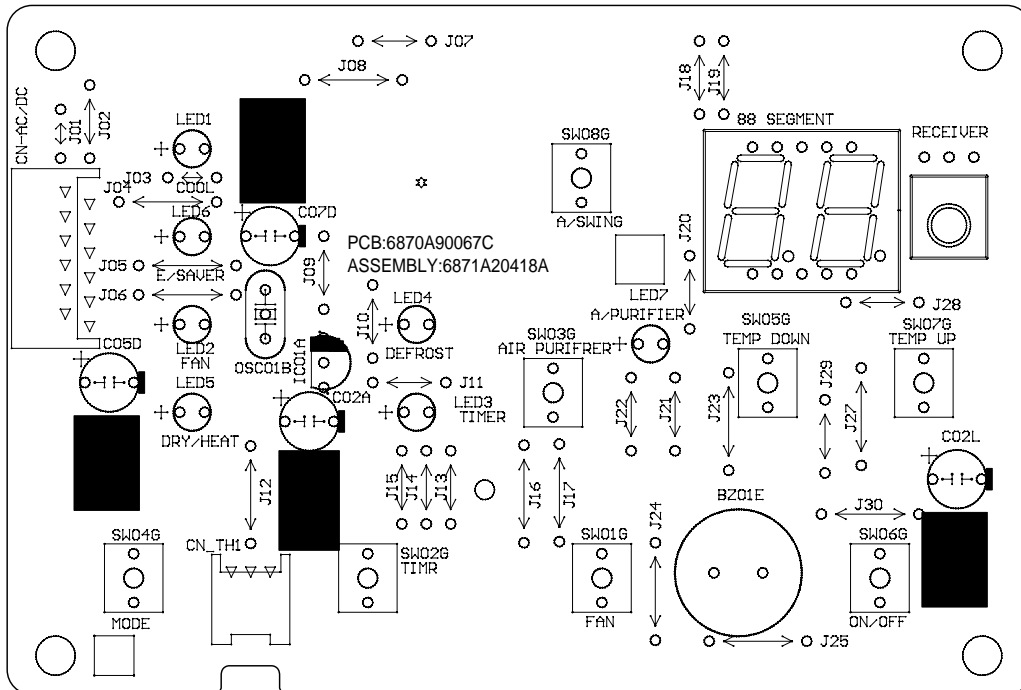 J07
J08
J18
J19
CN-AC/DC
J01
J02
LED1
88 SEGMENT
RECEIVER
SW08G
J03
COOL
J04
LED6
C07D
A/SWING
J20
PCB:6870A90067C
ASSEMBLY:6871A20418A
J05
E/SAVER
J09
J06
LED7
A/PURIFIER
J28
LED4
J10
DEFROST
LED2
FAN
OSC01B
IC01A
C05D
SW03G
AIR PURIFRER
SW05G
TEMP DOWN
SW07G
TEMP UP
LED5
C02A
J11
LED3
TIMER
J22
J21
J23
J29
J27
DRY/HEAT
J12
J15
J14
J13
J16
J17
C02L
BZ01E
J24
J30
SW04G
CN_TH1
SW02G
TIMR
SW01G
SW06G
MODE
FAN
ON/OFF
J25